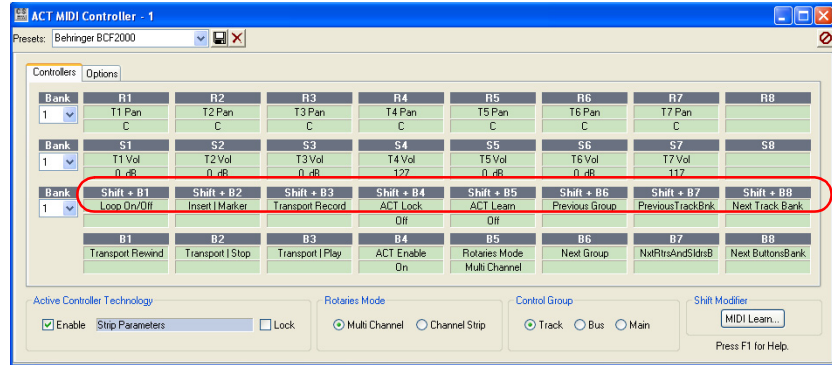 ACT MIDI Controller - 1
Presets: Behringer BCF2000
Controllers Options
Bank R1 R2 R3 R4 R5 R6 R7 R8
1 T1 Pan T2 Pan T3 Pan T4 Pan T5 Pan T6 Pan T7 Pan
C C C C C C C
Bank S1 S2 S3 S4 S5 S6 S7 S8
1 T1 Vol T2 Vol T3 Vol T4 Vol T5 Vol T6 Vol T7 Vol
0 dB 0 dB 0 dB 127 0 dB 0 dB 117
Bank Shift + B1 Shift + B2 Shift + B3 Shift + B4 Shift + B5 Shift + B6 Shift + B7 Shift + B8
1 Loop On/Off Insert | Marker Transport Record ACT Lock ACT Learn Previous Group PreviousTrackBnk Next Track Bank
Off Off
B1 B2 B3 B4 B5 B6 B7 B8
Transport Rewind Transport | Stop Transport | Play ACT Enable Rotaries Mode Next Group NxtRtrsAndSldrsB Next ButtonsBank
On Multi Channel
Active Controller Technology Rotaries Mode Control Group Shift Modifier
Enable Strip Parameters Lock Multi Channel Channel Strip Track Bus Main MIDI Learn...
Press F1 for Help.